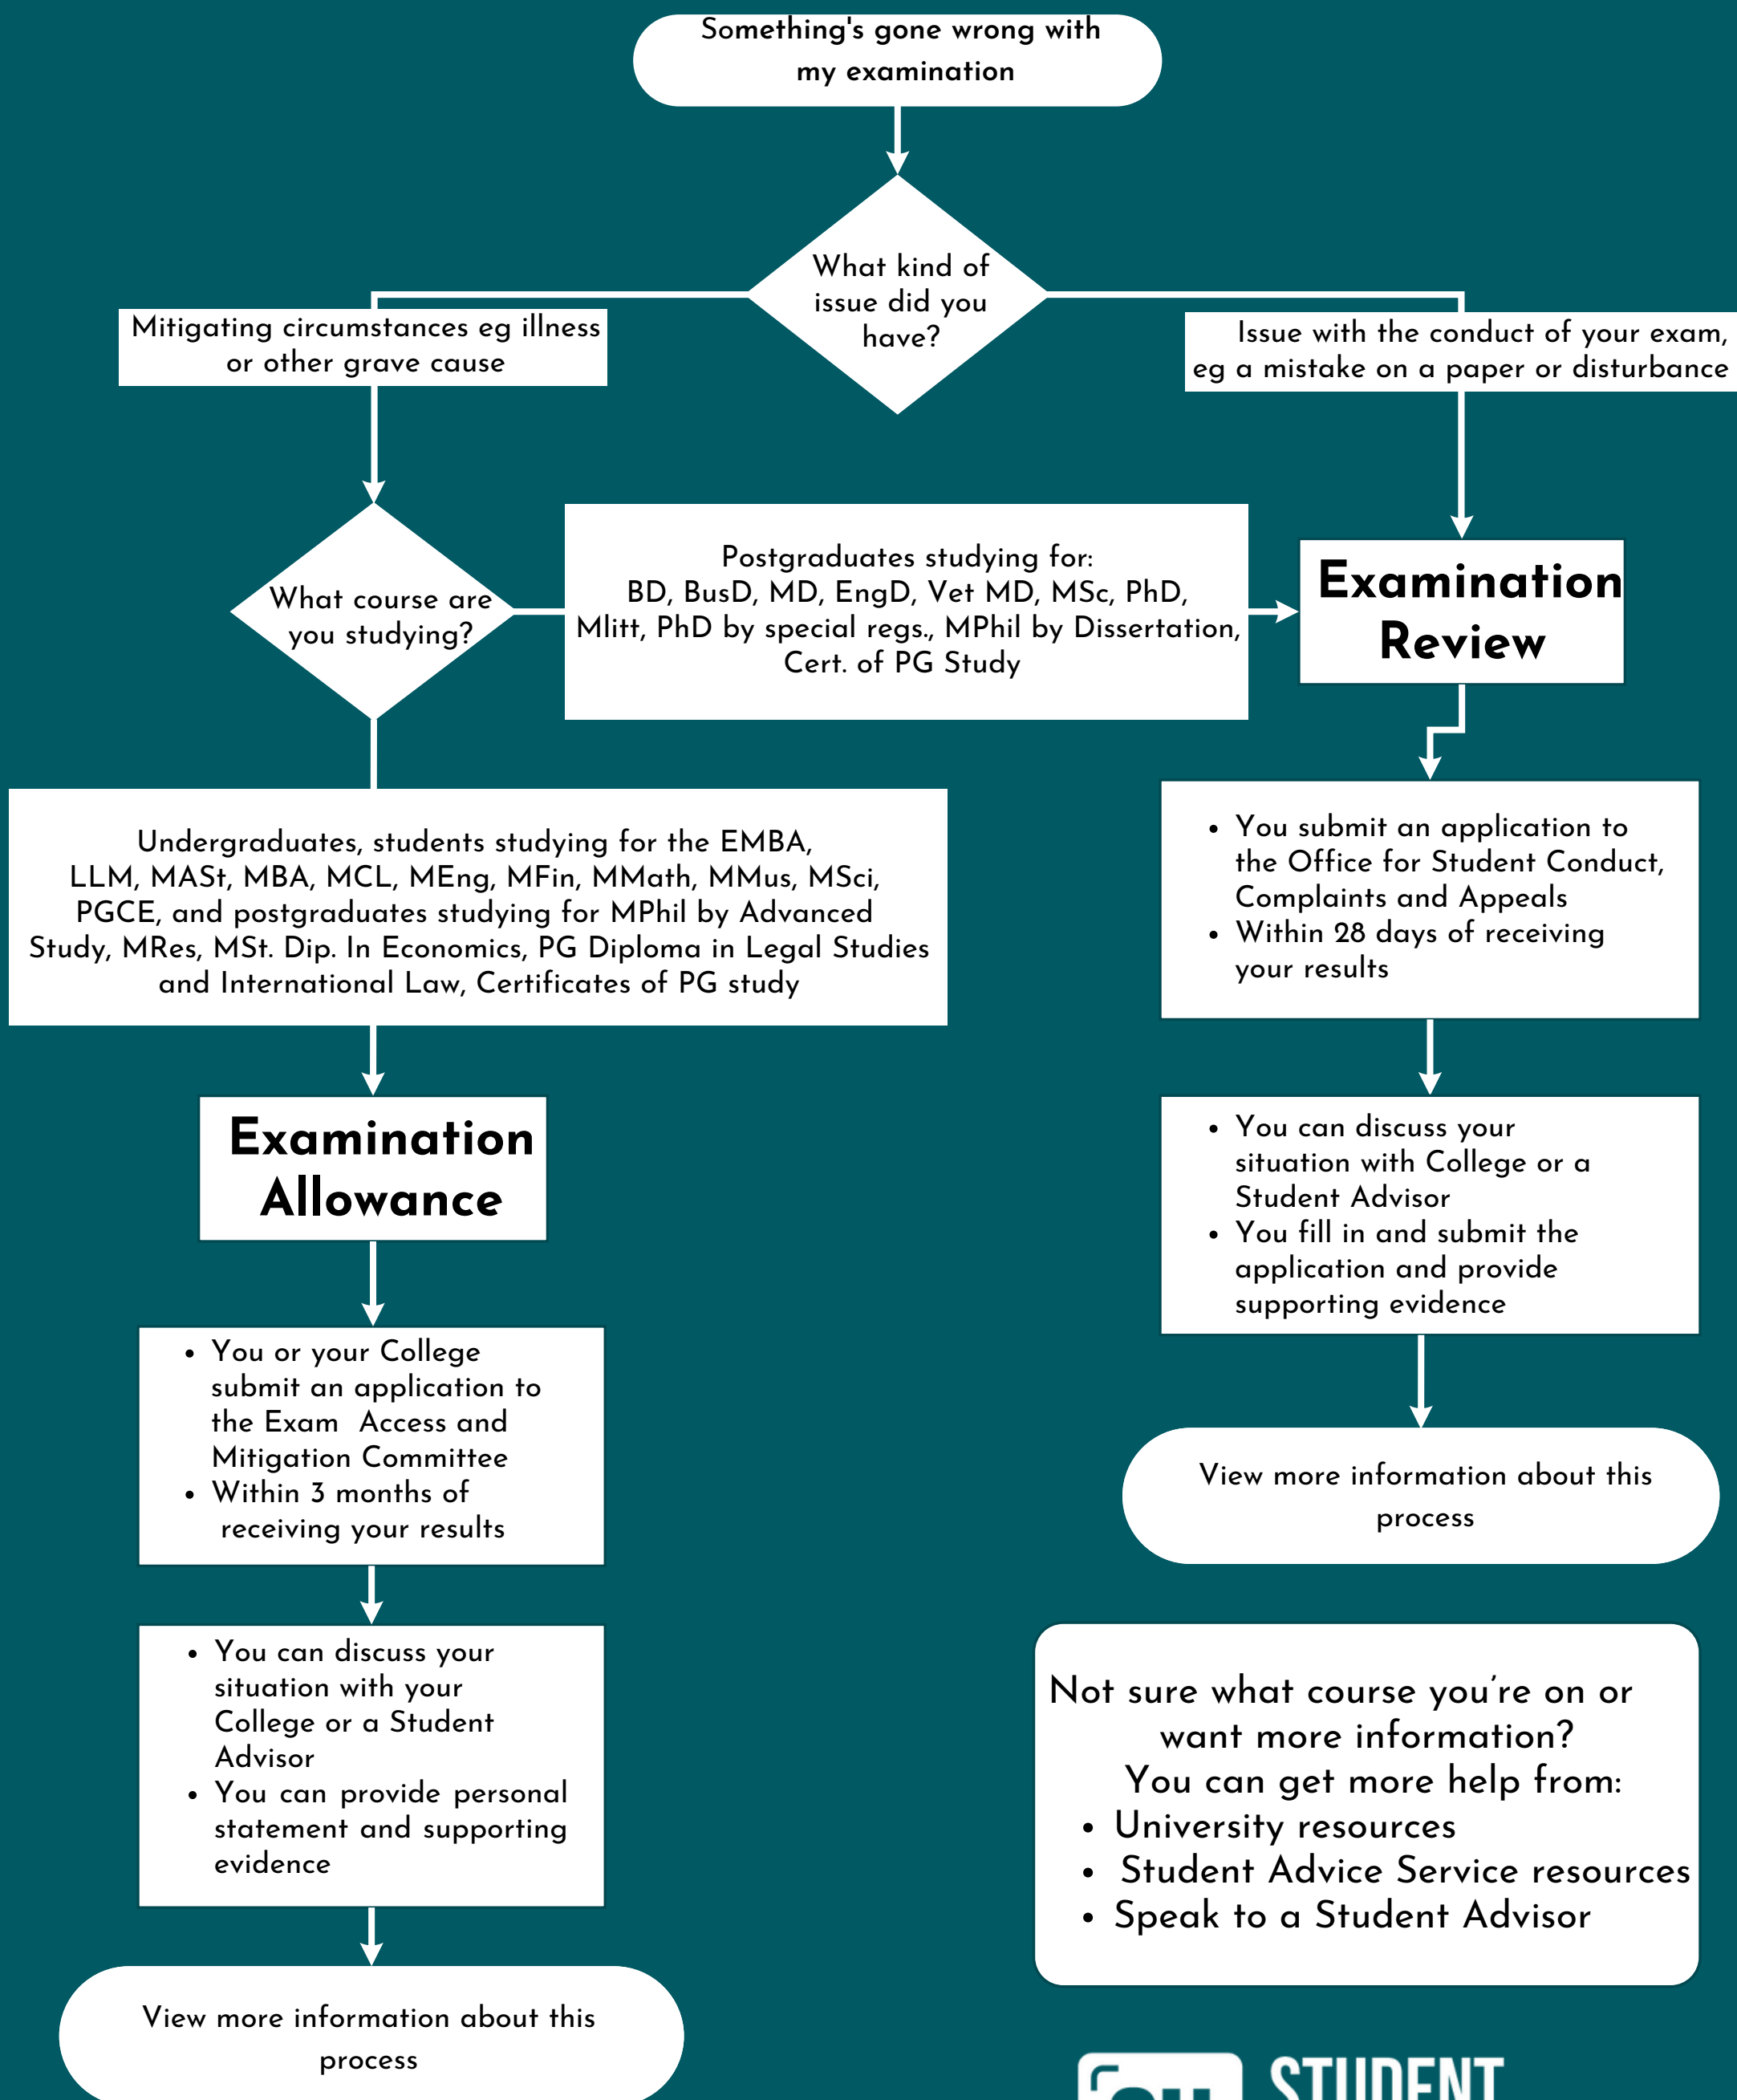 Something's gone wrong with
my examination
What kind of
issue did you
have?
Mitigating circumstances eg illness
or other grave cause
Issue with the conduct of your exam,
eg a mistake on a paper or disturbance
What course are
you studying?
Postgraduates studying for:
BD, BusD, MD, EngD, Vet MD, MSc, PhD,
Mlitt, PhD by special regs., MPhil by Dissertation,
Cert. of PG Study
Examination
Review
Undergraduates, students studying for the EMBA,
LLM, MASt, MBA, MCL, MEng, MFin, MMath, MMus, MSci,
PGCE, and postgraduates studying for MPhil by Advanced
Study, MRes, MSt. Dip. In Economics, PG Diploma in Legal Studies
and International Law, Certificates of PG study
• You submit an application to
the Office for Student Conduct,
Complaints and Appeals
• Within 28 days of receiving
your results
Examination
Allowance
• You can discuss your
situation with College or a
Student Advisor
• You fill in and submit the
application and provide
supporting evidence
• You or your College
submit an application to
the Exam  Access and
Mitigation Committee
• Within 3 months of
receiving your results
View more information about this
process
• You can discuss your
situation with your
College or a Student
Advisor
• You can provide personal
statement and supporting
evidence
Not sure what course you're on or
want more information?
You can get more help from:
• University resources
• Student Advice Service resources
• Speak to a Student Advisor
View more information about this
process
STUDENT